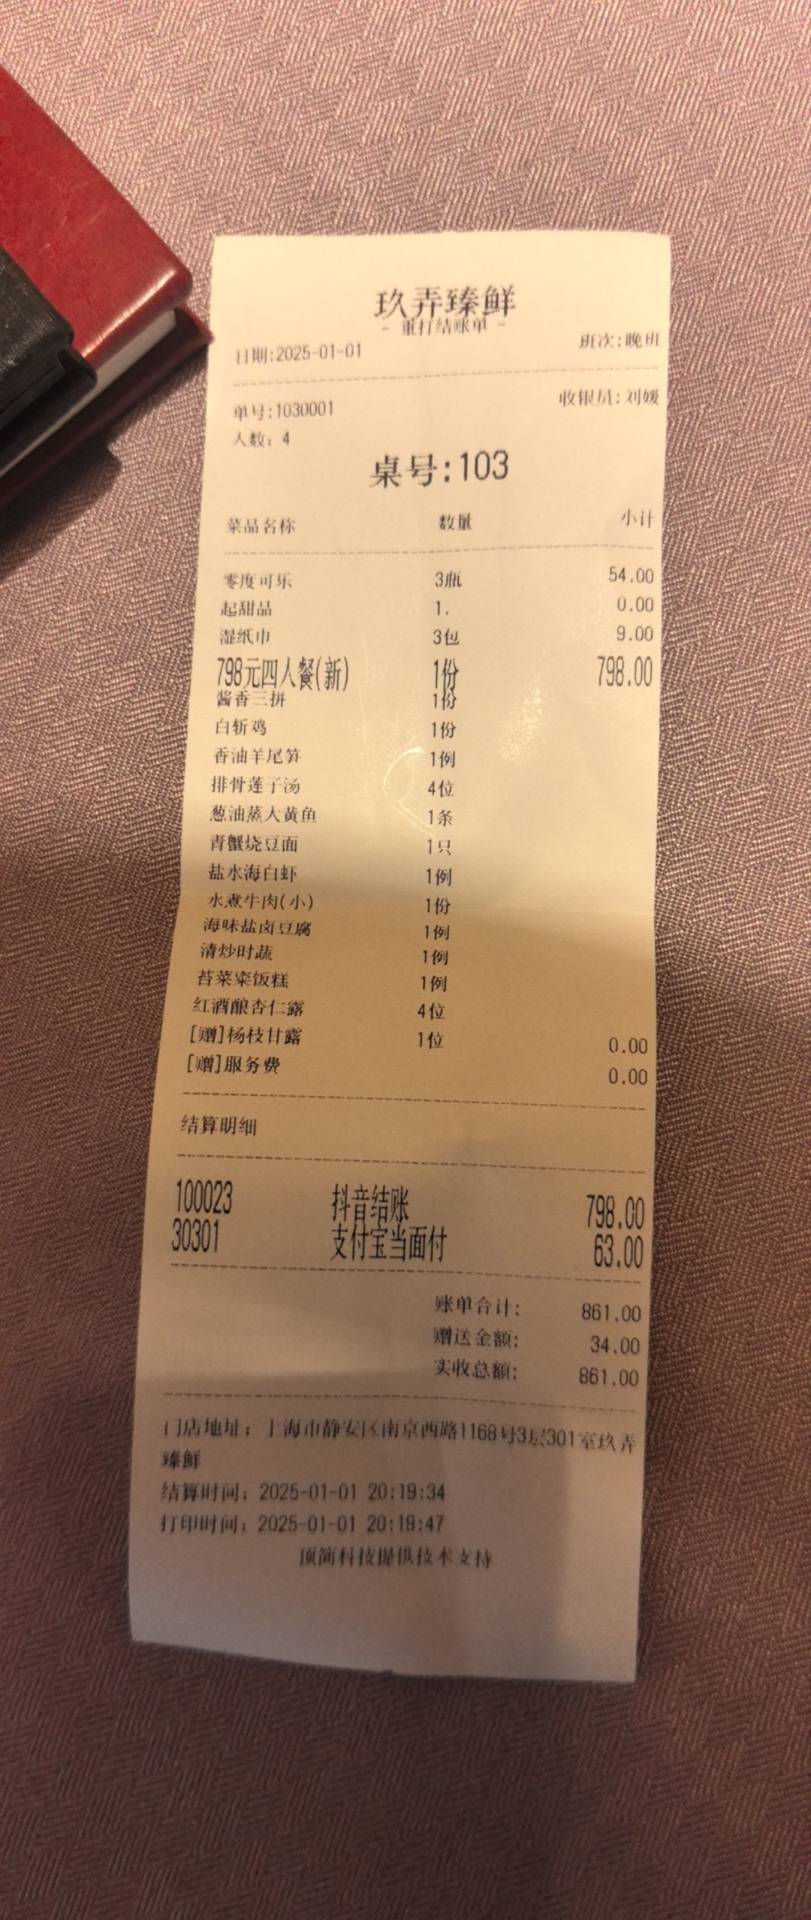 玖弄臻鲜
- 重打结账单 -
日期:2025-01-01 班次:晚班
单号:1030001 收银员:刘媛
人数:4
桌号:103
菜品名称 数量 小计
零度可乐 3瓶 54.00
起甜品 1. 0.00
湿纸巾 3包 9.00
798元四人餐(新) 1份 798.00
酱香三拼 1份
白斩鸡 1份
香油羊尾笋 1例
排骨莲子汤 4位
葱油蒸大黄鱼 1条
青蟹烧豆面 1只
盐水海白虾 1例
水煮牛肉(小) 1份
海味盐卤豆腐 1例
清炒时蔬 1例
苔菜粢饭糕 1例
红酒酿杏仁露 4位
[赠]杨枝甘露 1位 0.00
[赠]服务费 0.00
结算明细
100023 抖音结账 798.00
30301 支付宝当面付 63.00
账单合计: 861.00
赠送金额: 34.00
实收总额: 861.00
门店地址: 上海市静安区南京西路1168号3层301室玖弄
臻鲜
结算时间: 2025-01-01 20:19:34
打印时间: 2025-01-01 20:19:47
顶简科技提供技术支持